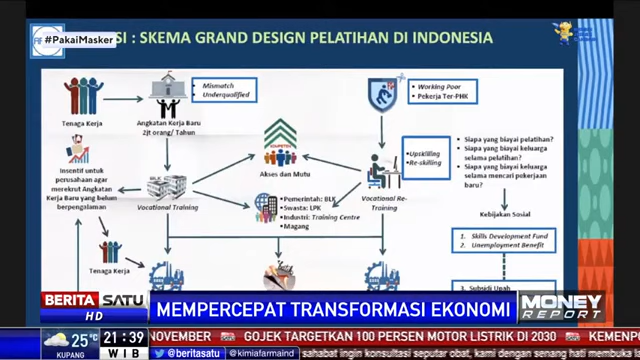 #PakaiMasker
SI : SKEMA GRAND DESIGN PELATIHAN DI INDONESIA
Tenaga Kerja
Angkatan Kerja Baru
2jt orang/ Tahun
• Mismatch
• Underqualified
• Working Poor
• Pekerja Ter-PHK
Insentif untuk
perusahaan agar
merekrut Angkatan
Kerja Baru yang belum
berpengalaman
BLK
Vocational Training
Akses dan Mutu
• Pemerintah: BLK
• Swasta: LPK
• Industri: Training Centre
• Magang
• Upskilling
• Re-skilling
Vocational Re-
Training
• Siapa yang biayai pelatihan?
• Siapa yang biayai keluarga
selama pelatihan?
• Siapa yang biayai keluarga
selama mencari pekerjaan
baru?
Kebijakan Sosial
1. Skills Development Fund
2. Unemployment Benefit
3. Subsidi Upah
Tenaga Kerja
BERITA SATU
HD
MEMPERCEPAT TRANSFORMASI EKONOMI
MONEY
REPORT
25°C
KUPANG
21:39
WIB
NOVEMBER
GOJEK TARGETKAN 100 PERSEN MOTOR LISTRIK DI 2030
KEMENPO
@beritasatu
@kimiafarmaind
sahabat ingin konsultasi seputar obat, kami dengan senang hati membantu